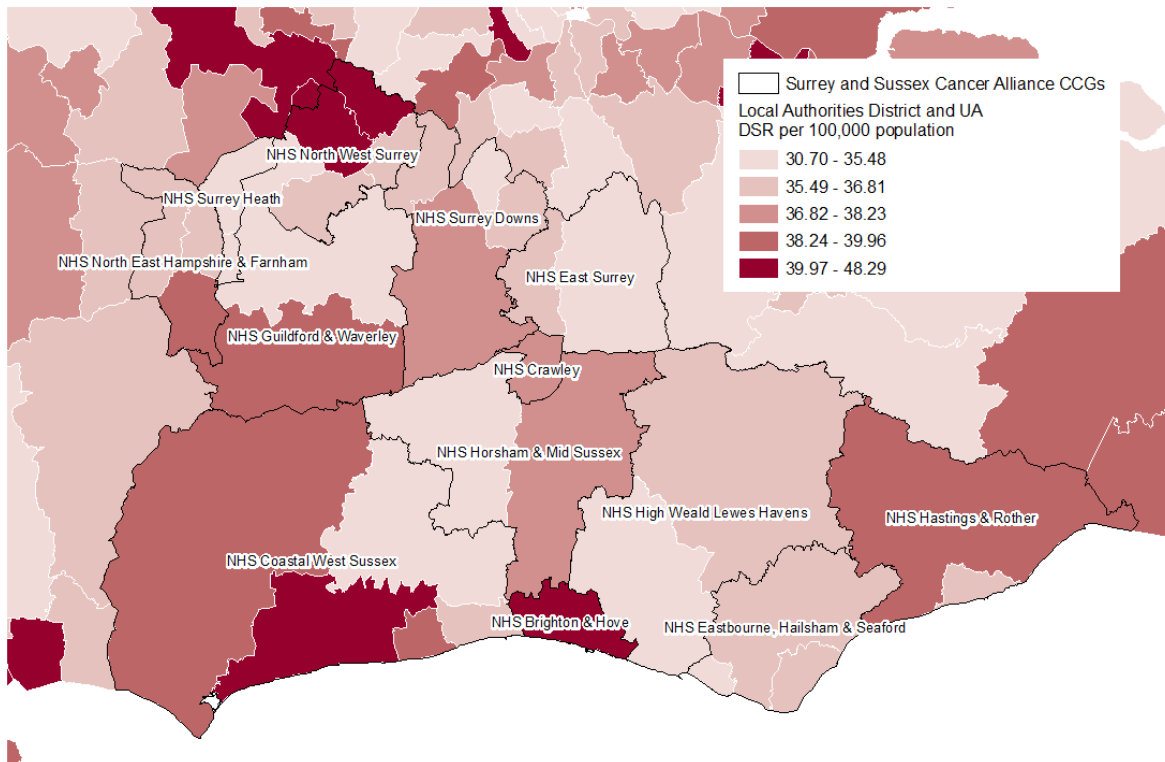 Surrey and Sussex Cancer Alliance CCGs
Local Authorities District and UA
DSR per 100,000 population
30.70 - 35.48
35.49 - 36.81
36.82 - 38.23
38.24 - 39.96
39.97 - 48.29
NHS North West Surrey
NHS Surrey Heath
NHS Surrey Downs
NHS North East Hampshire & Farnham
NHS East Surrey
NHS Guildford & Waverley
NHS Crawley
NHS Horsham & Mid Sussex
NHS High Weald Lewes Havens
NHS Hastings & Rother
NHS Coastal West Sussex
NHS Brighton & Hove
NHS Eastbourne, Hailsham & Seaford